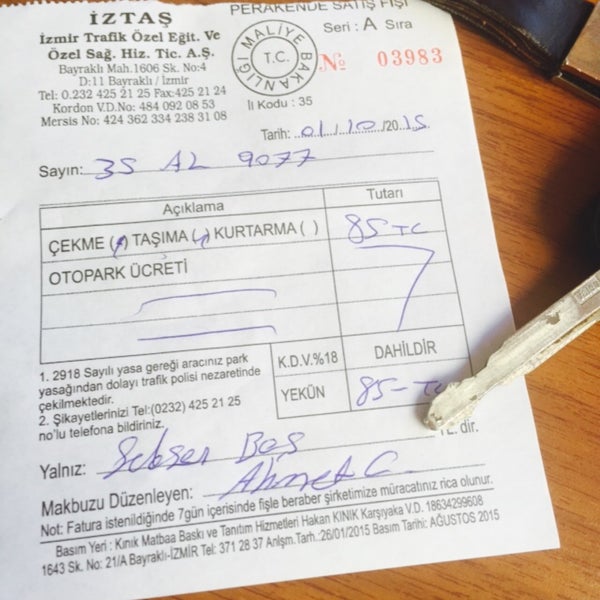 İZTAŞ
İzmir Trafik Özel Eğit. Ve
Özel Sağ. Hiz. Tic. A.Ş.
Bayraklı Mah.1606 Sk. No:4
D:11 Bayraklı / İzmir
Tel: 0.232 425 21 25 Fax:425 21 24
Kordon V.D.No: 484 092 08 53
Mersis No: 424 362 334 238 31 08
PERAKENDE SATIŞ FİŞİ
Seri : A Sıra
MALİYE BAKANLIĞI
T.C.
№ 03983
İl Kodu : 35
Tarih: 01/10/2015
Sayın: 35 AL 9077
Açıklama Tutarı
ÇEKME ( ) TAŞIMA ( ) KURTARMA ( ) 85 TL
OTOPARK ÜCRETİ
1. 2918 Sayılı yasa gereği aracınız park
yasağından dolayı trafik polisi nezaretinde
çekilmektedir.
2. Şikayetlerinizi Tel:(0232) 425 21 25
no'lu telefona bildiriniz.
K.D.V.%18 DAHİLDİR
YEKÜN 85-TL
Yalnız: Seksen Beş TL. dir.
Makbuzu Düzenleyen: Ahmet C.
Not: Fatura istenildiğinde 7gün içerisinde fişle beraber şirketimize müracatınız rica olunur.
Basım Yeri : Kınık Matbaa Baskı ve Tanıtım Hizmetleri Hakan KINIK Karşıyaka V.D. 18634299608
1643 Sk. No: 21/A Bayraklı-İZMİR Tel: 371 28 37 Anlşm.Tarh.:26/01/2015 Basım Tarihi: AĞUSTOS 2015